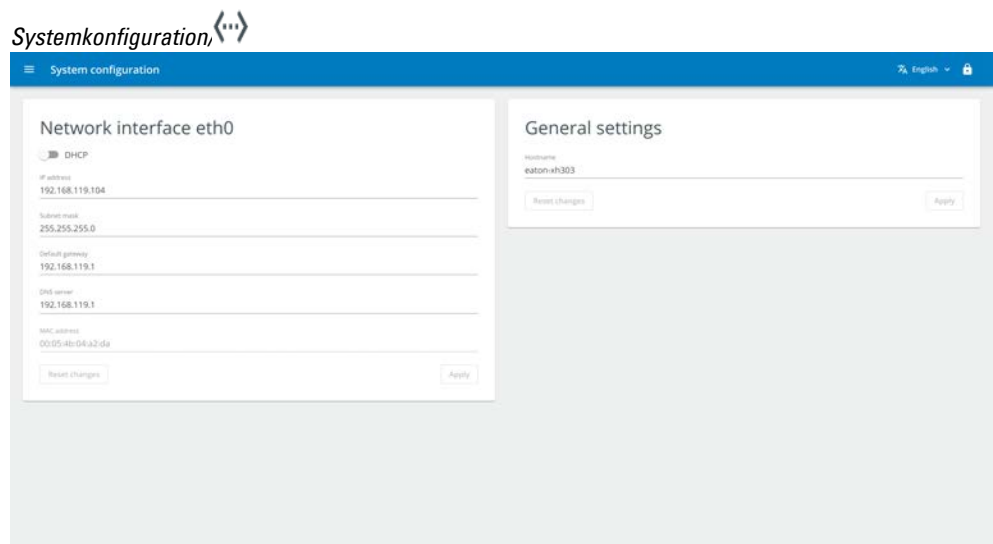 Systemkonfiguration/
System configuration
English
Network interface eth0
DHCP
IP address
192.168.119.104
Subnet mask
255.255.255.0
Default gateway
192.168.119.1
DNS server
192.168.119.1
MAC address
00:05:4b:04:a2:da
Reset changes
Apply
General settings
Hostname
eaton-xh303
Reset changes
Apply